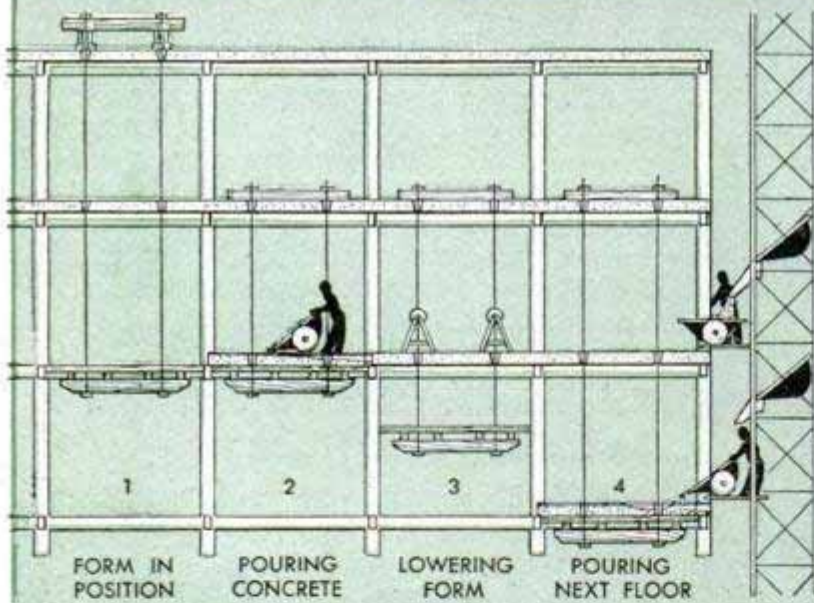 1
2
3
4
FORM IN
POSITION
POURING
CONCRETE
LOWERING
FORM
POURING
NEXT FLOOR